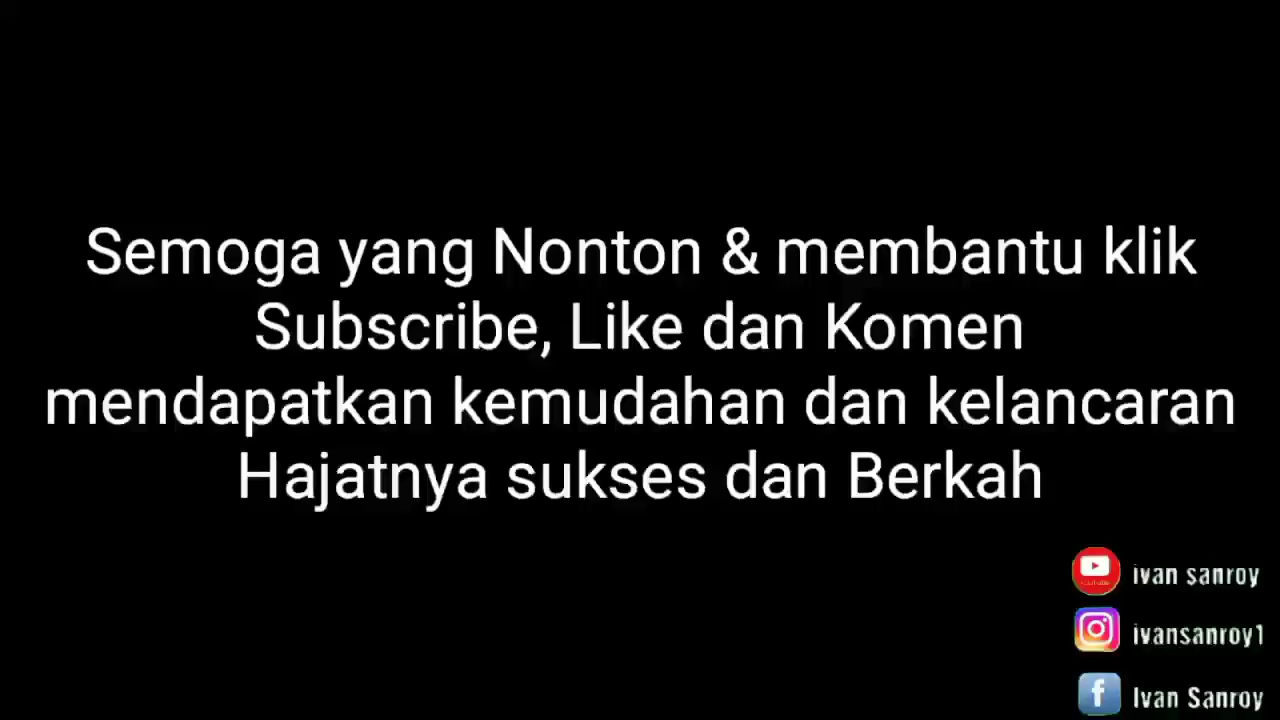 Semoga yang Nonton & membantu klik
Subscribe, Like dan Komen
mendapatkan kemudahan dan kelancaran
Hajatnya sukses dan Berkah
ivan sanroy
ivansanroy1
Ivan Sanroy